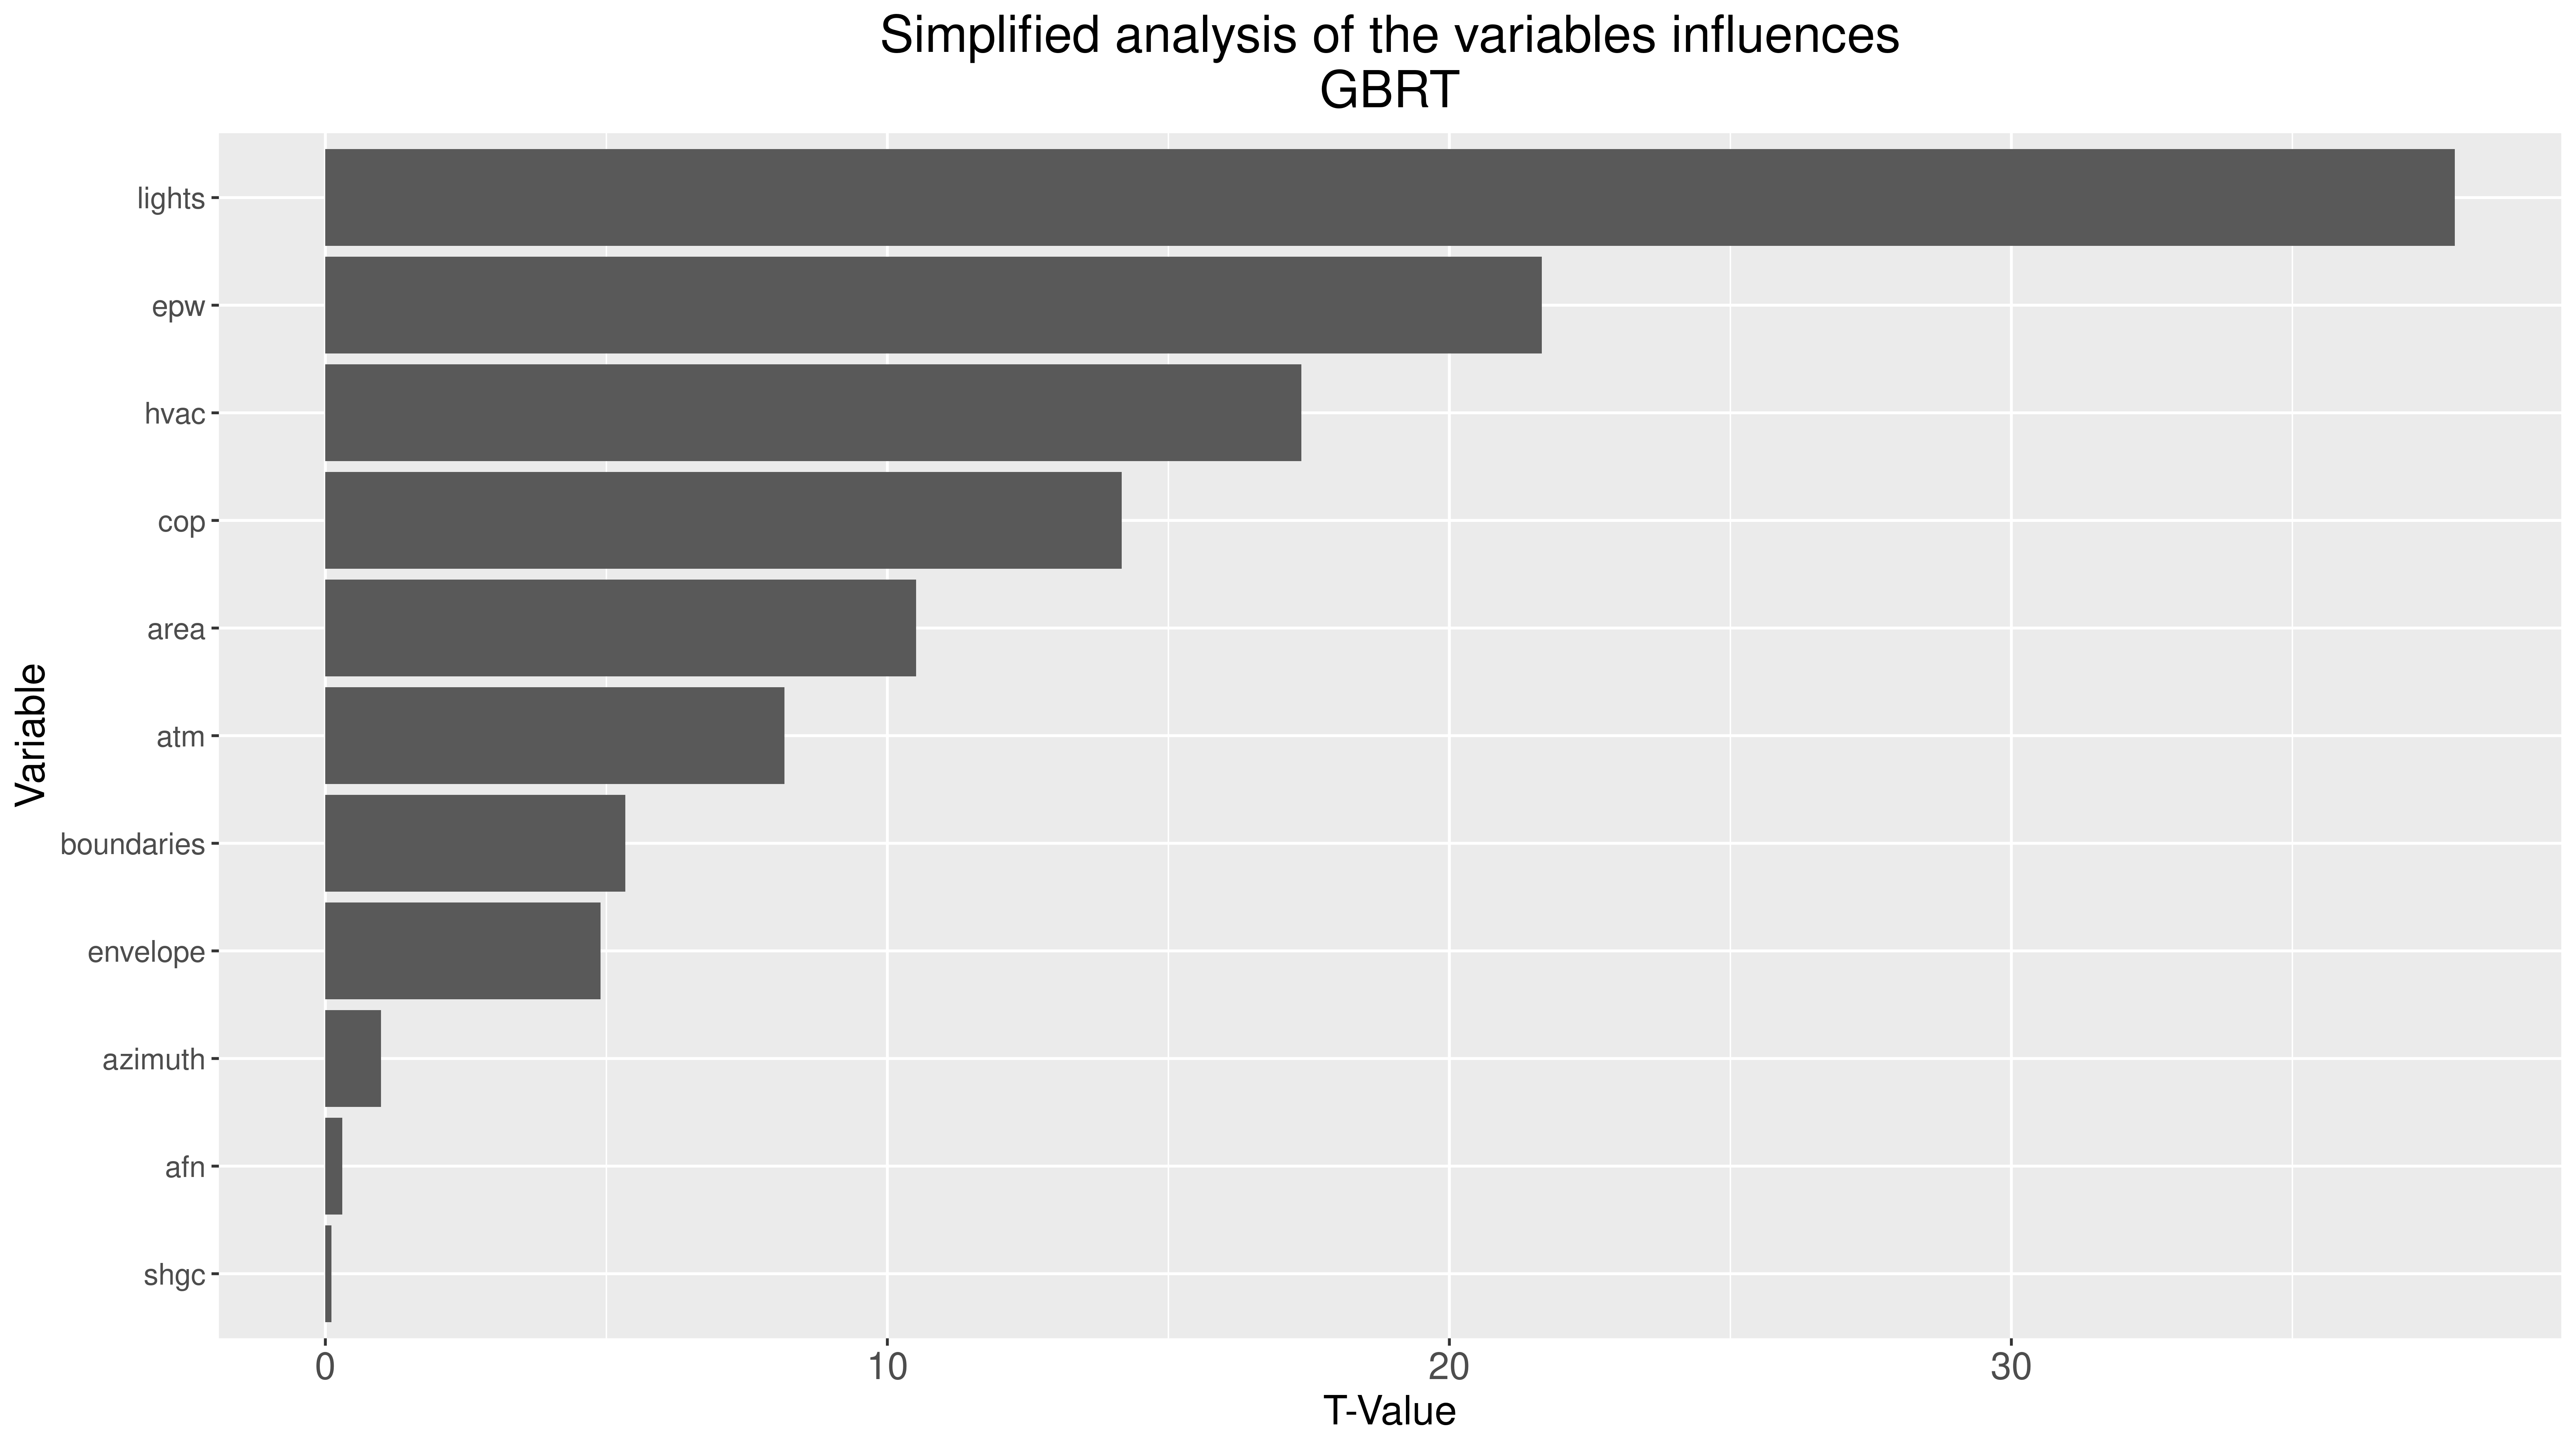 Simplified analysis of the variables influences
GBRT
Variable
lights
epw
hvac
cop
area
atm
boundaries
envelope
azimuth
afn
shgc
0 10 20 30
T-Value